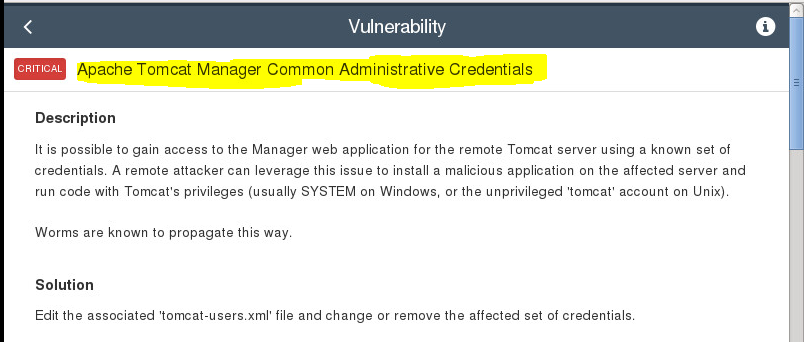 Vulnerability
CRITICAL Apache Tomcat Manager Common Administrative Credentials
Description
It is possible to gain access to the Manager web application for the remote Tomcat server using a known set of
credentials. A remote attacker can leverage this issue to install a malicious application on the affected server and
run code with Tomcat's privileges (usually SYSTEM on Windows, or the unprivileged 'tomcat' account on Unix).
Worms are known to propagate this way.
Solution
Edit the associated 'tomcat-users.xml' file and change or remove the affected set of credentials.